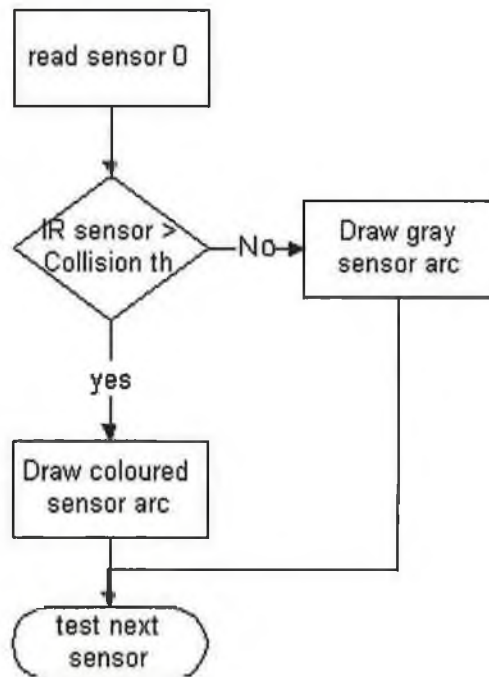 read sensor 0
IR sensor >
Collision th
No
Draw gray
sensor arc
yes
Draw coloured
sensor arc
test next
sensor